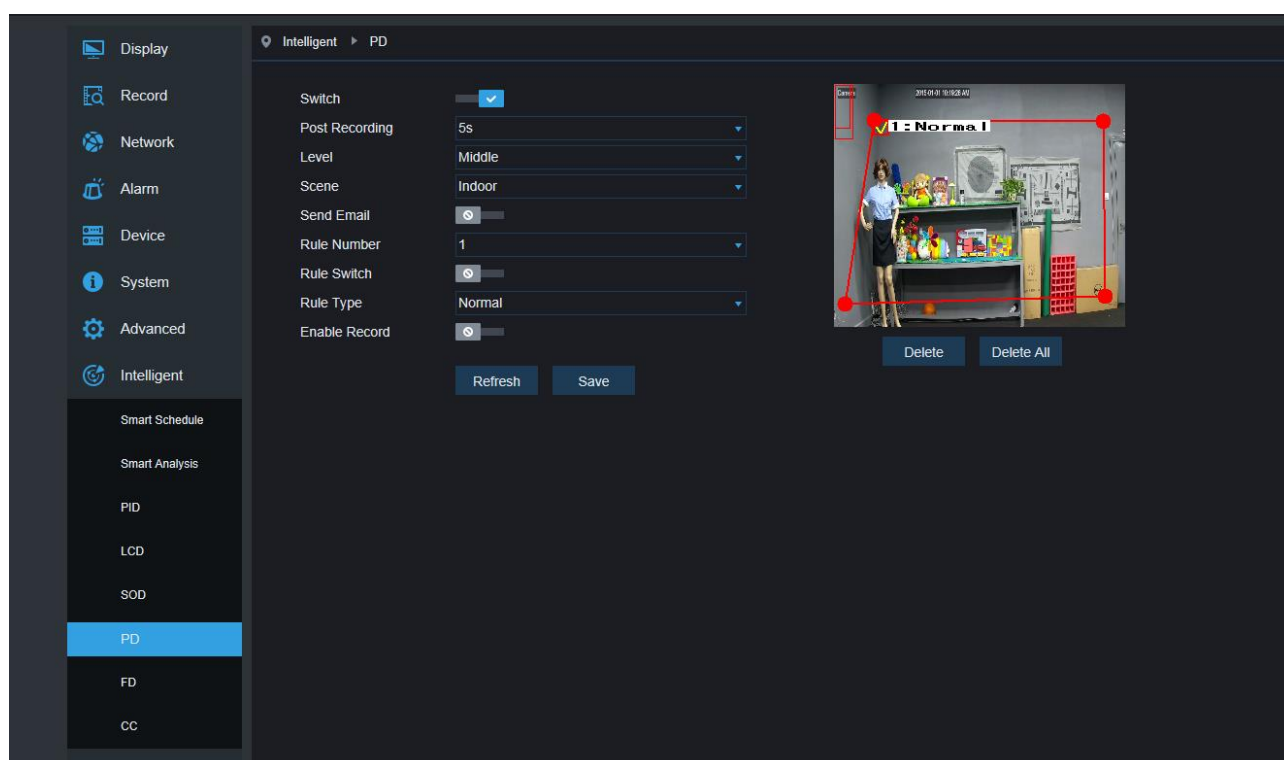 Display
Record
Network
Alarm
Device
System
Advanced
Intelligent
Smart Schedule
Smart Analysis
PID
LCD
SOD
PD
FD
CC
Intelligent PD
Switch
Post Recording 5s
Level Middle
Scene Indoor
Send Email
Rule Number 1
Rule Switch
Rule Type Normal
Enable Record
Refresh Save
Camera
1:Normal
Delete Delete All